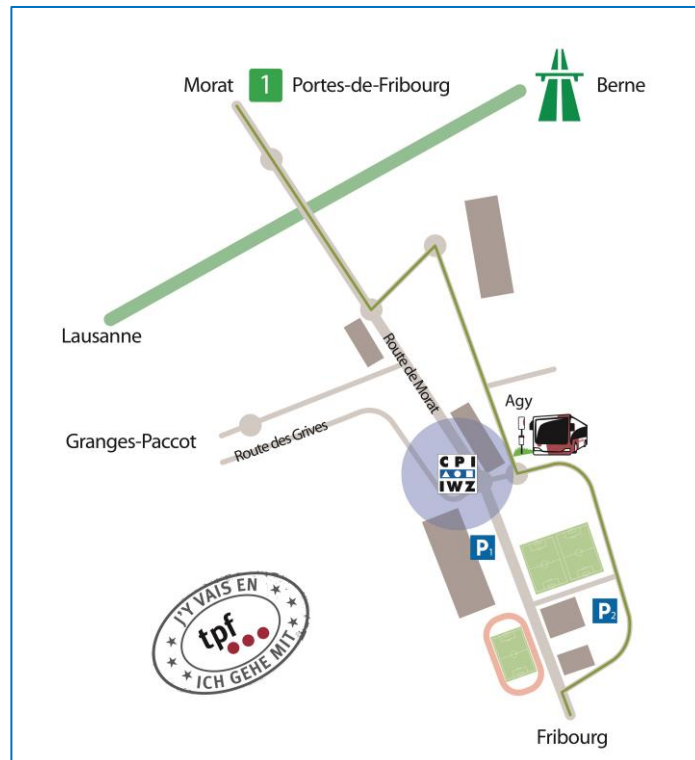 Morat 1 Portes-de-Fribourg
Berne
Lausanne
Route de Morat
Agy
Granges-Paccot
Route des Grives
CPI
IWZ
P1
P2
J'Y VAIS EN
tpf
ICH GEHE MIT
Fribourg